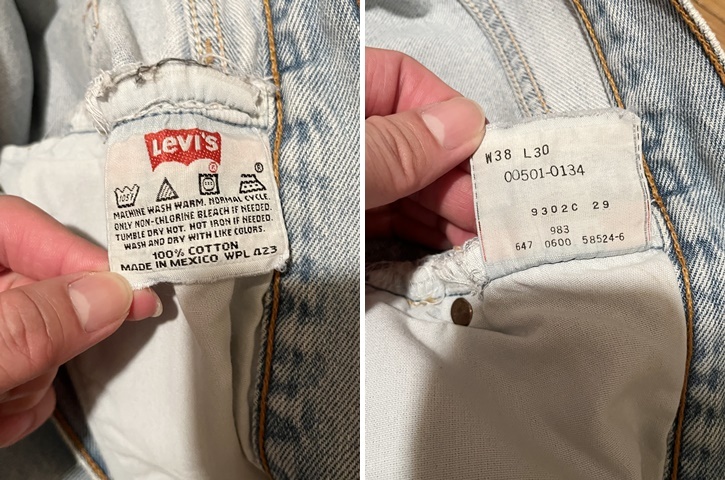 Levi's
105F
MACHINE WASH WARM. NORMAL CYCLE.
ONLY NON-CHLORINE BLEACH IF NEEDED.
TUMBLE DRY HOT. HOT IRON IF NEEDED.
WASH AND DRY WITH LIKE COLORS.
100% COTTON
MADE IN MEXICO WPL 423
W38 L30
00501-0134
9302C 29
983
647 0600 58524-6